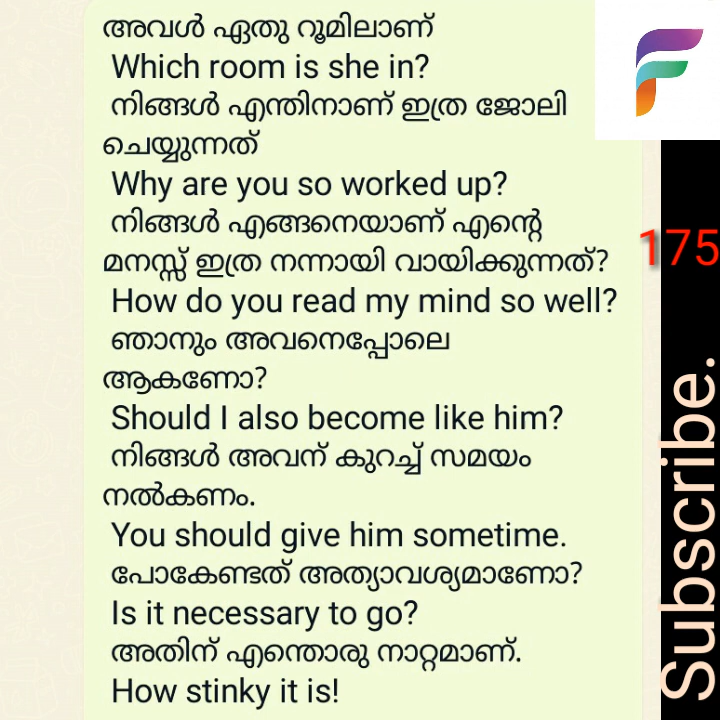 അവൾ ഏതു റൂമിലാണ്
Which room is she in?
നിങ്ങൾ എന്തിനാണ് ഇത്ര ജോലി
ചെയ്യുന്നത്
Why are you so worked up?
നിങ്ങൾ എങ്ങനെയാണ് എന്റെ
മനസ്സ് ഇത്ര നന്നായി വായിക്കുന്നത്?
How do you read my mind so well?
ഞാനും അവനെപ്പോലെ
ആകണോ?
Should I also become like him?
നിങ്ങൾ അവന് കുറച്ച് സമയം
നൽകണം.
You should give him sometime.
പോകേണ്ടത് അത്യാവശ്യമാണോ?
Is it necessary to go?
അതിന് എന്തൊരു നാറ്റമാണ്.
How stinky it is!
175
Subscribe.